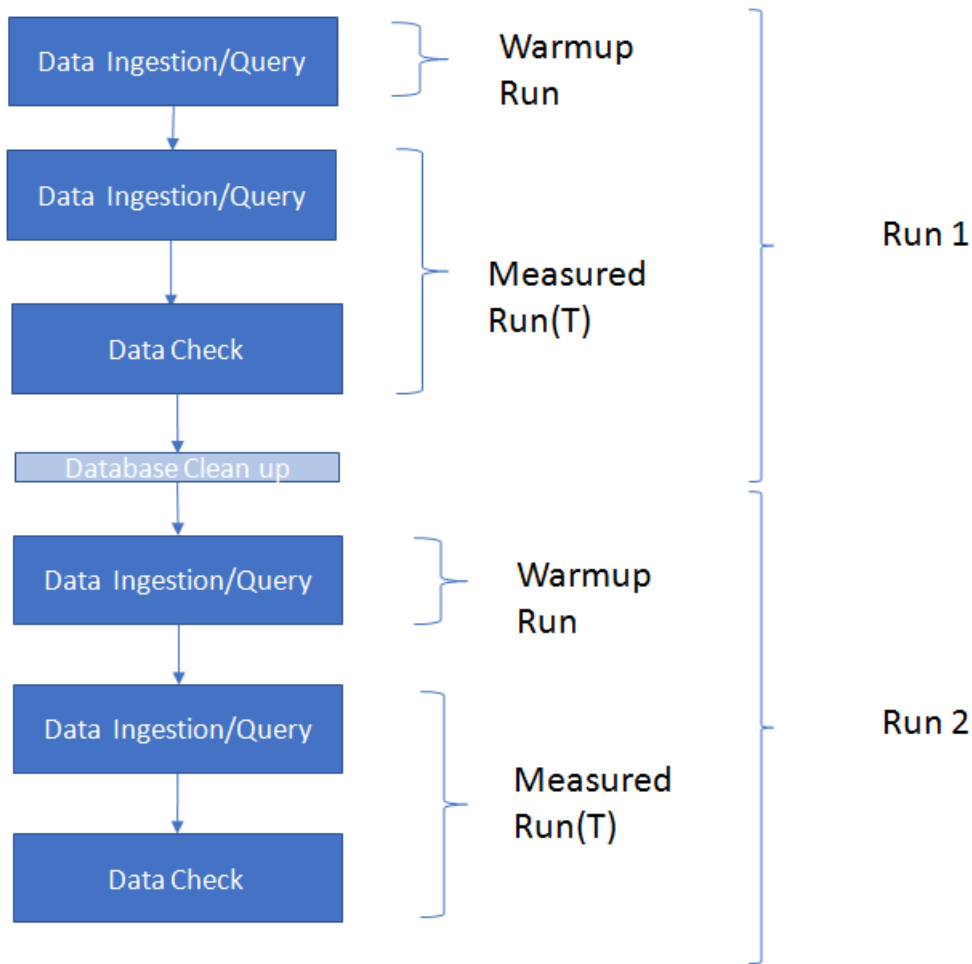 Data Ingestion/Query
Warmup
Run
Data Ingestion/Query
Measured
Run(T)
Run 1
Data Check
Database Clean up
Data Ingestion/Query
Warmup
Run
Data Ingestion/Query
Measured
Run(T)
Run 2
Data Check